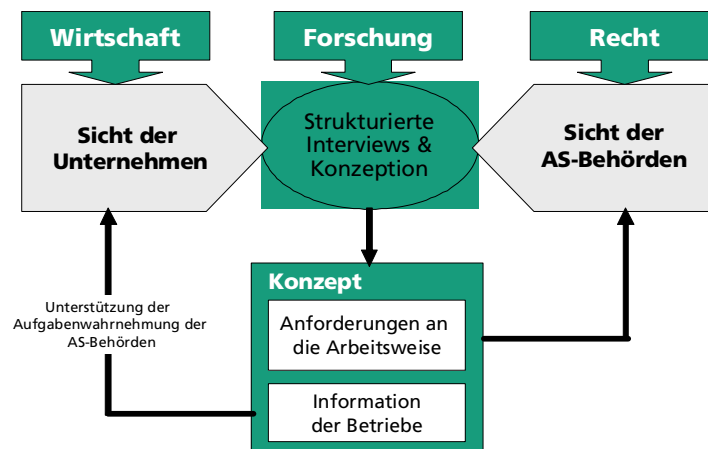 Wirtschaft
Forschung
Recht
Sicht der
Unternehmen
Strukturierte
Interviews &
Konzeption
Sicht der
AS-Behörden
Konzept
Anforderungen an
die Arbeitsweise
Information
der Betriebe
Unterstützung der
Aufgabenwahrnehmung der
AS-Behörden